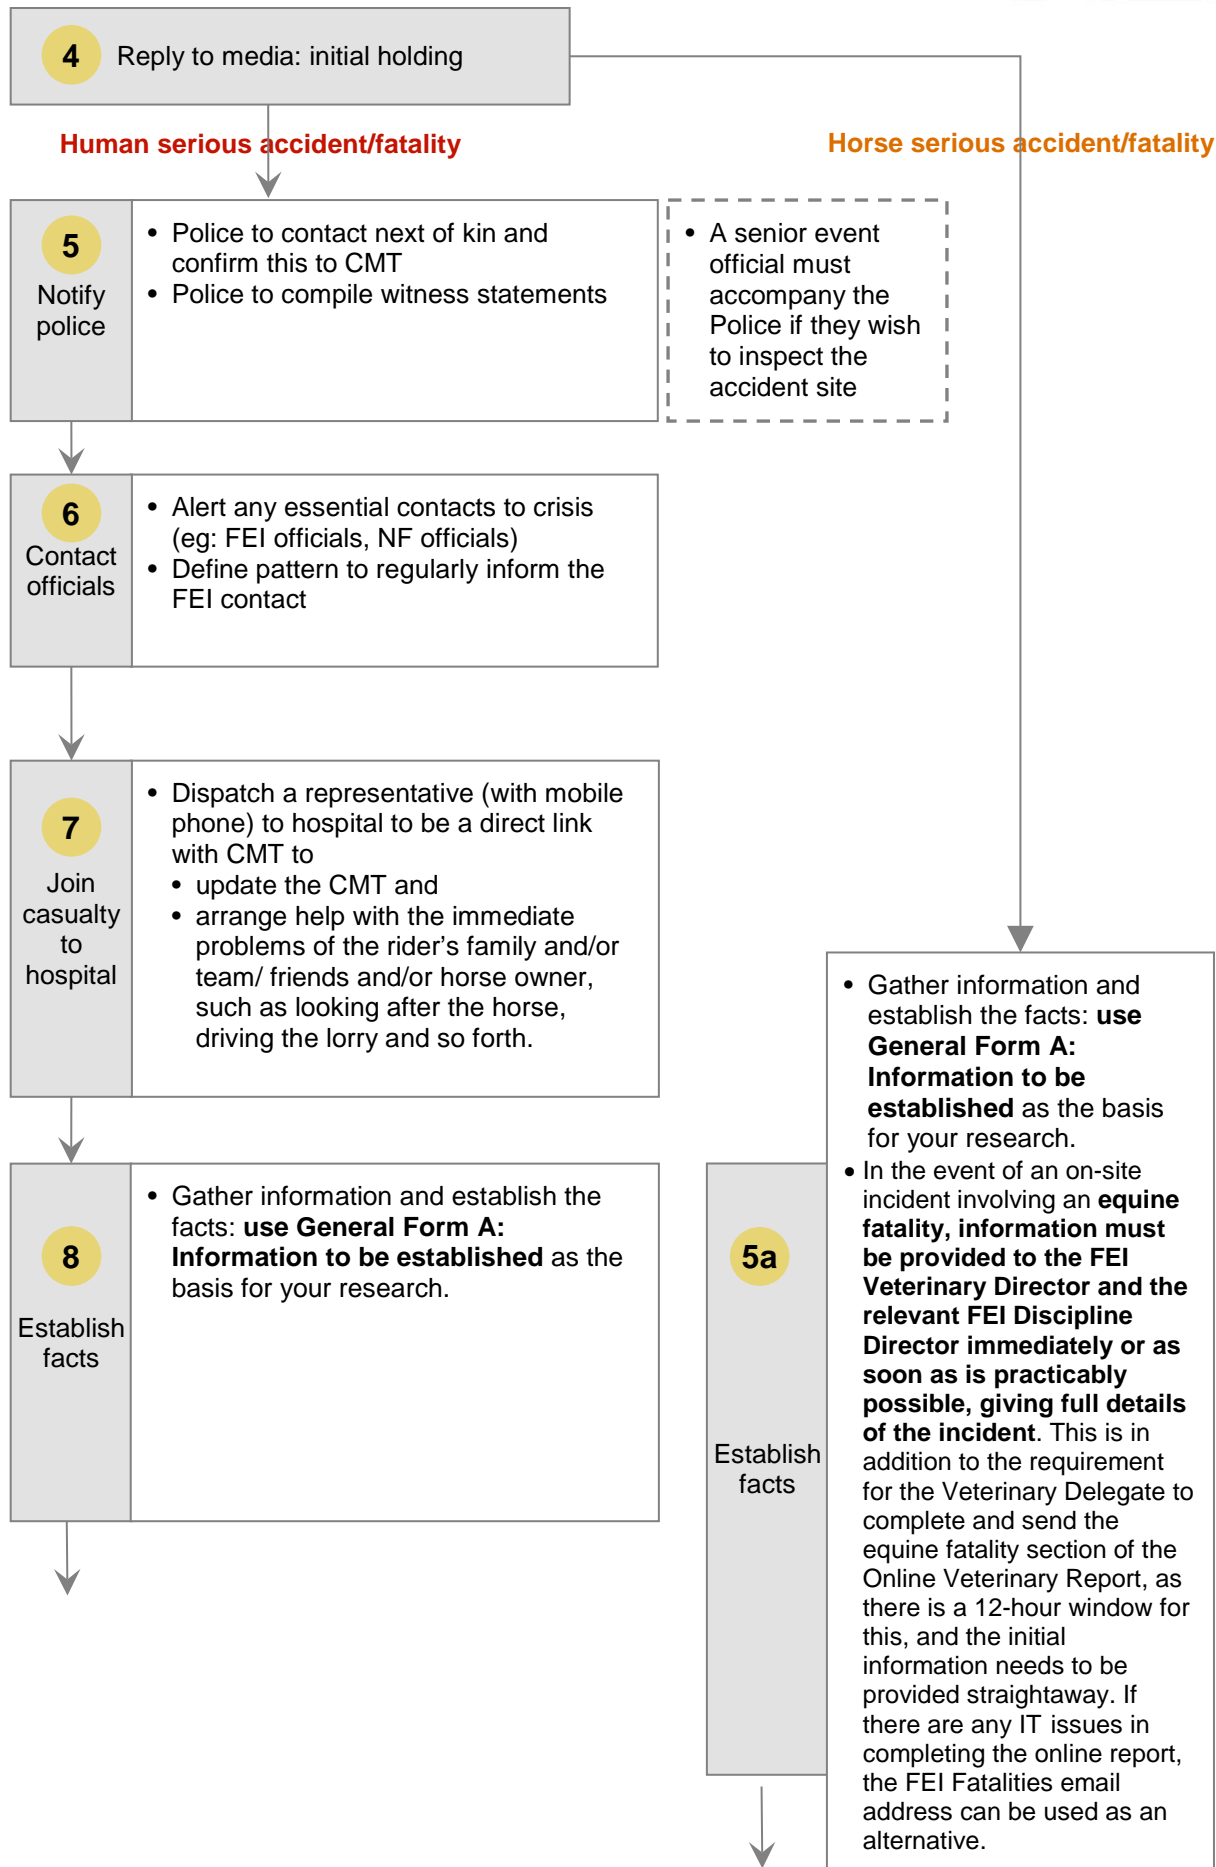 4 Reply to media: initial holding
Human serious accident/fatality
Horse serious accident/fatality
5
Notify
police
• Police to contact next of kin and
confirm this to CMT
• Police to compile witness statements
• A senior event
official must
accompany the
Police if they wish
to inspect the
accident site
6
Contact
officials
• Alert any essential contacts to crisis
(eg: FEI officials, NF officials)
• Define pattern to regularly inform the
FEI contact
7
Join
casualty
to
hospital
• Dispatch a representative (with mobile
phone) to hospital to be a direct link
with CMT to
• update the CMT and
• arrange help with the immediate
problems of the rider's family and/or
team/ friends and/or horse owner,
such as looking after the horse,
driving the lorry and so forth.
8
Establish
facts
• Gather information and establish the
facts: use General Form A:
Information to be established as the
basis for your research.
5a
Establish
facts
• Gather information and
establish the facts: use
General Form A:
Information to be
established as the basis
for your research.
• In the event of an on-site
incident involving an equine
fatality, information must
be provided to the FEI
Veterinary Director and the
relevant FEI Discipline
Director immediately or as
soon as is practicably
possible, giving full details
of the incident. This is in
addition to the requirement
for the Veterinary Delegate to
complete and send the
equine fatality section of the
Online Veterinary Report, as
there is a 12-hour window for
this, and the initial
information needs to be
provided straightaway. If
there are any IT issues in
completing the online report,
the FEI Fatalities email
address can be used as an
alternative.